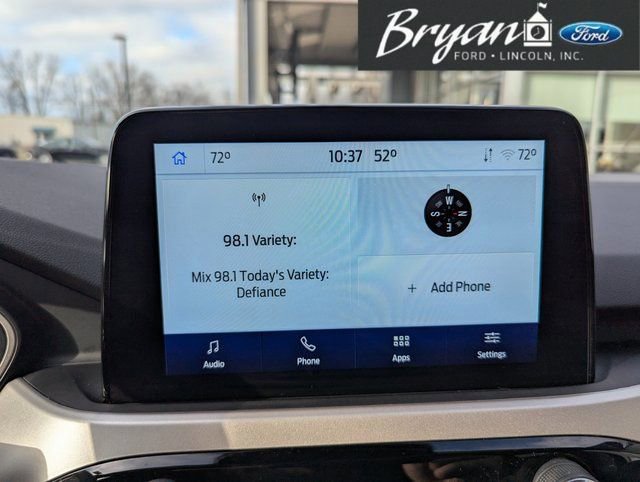 Bryan Ford
FORD • LINCOLN, INC.
72° 10:37 52° 72°
98.1 Variety:
Mix 98.1 Today's Variety:
Defiance
W
S N
E
+ Add Phone
Audio Phone Apps Settings